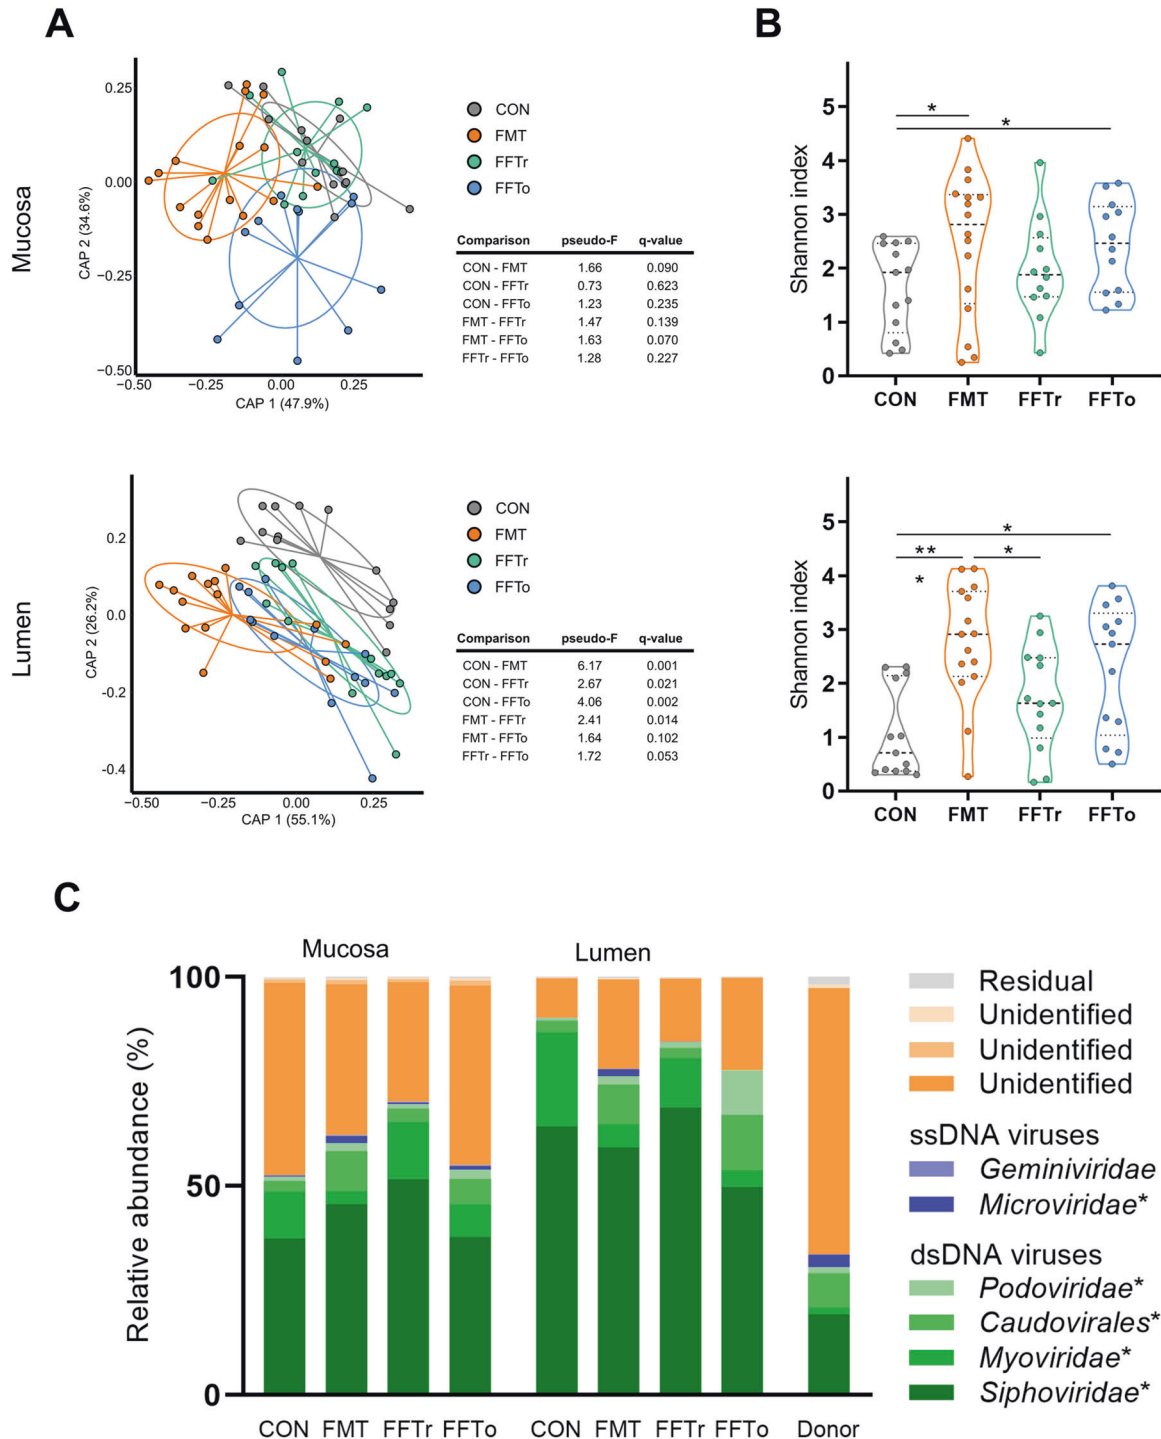 A
Mucosa
CAP 2 (34.6%)
0.25
0.00
−0.25
−0.50
−0.50 −0.25 0.00 0.25
CAP 1 (47.9%)
CON
FMT
FFTr
FFTo
Comparison pseudo-F q-value
CON - FMT 1.66 0.090
CON - FFTr 0.73 0.623
CON - FFTo 1.23 0.235
FMT - FFTr 1.47 0.139
FMT - FFTo 1.63 0.070
FFTr - FFTo 1.28 0.227
Lumen
CAP 2 (26.2%)
0.2
0.0
-0.2
-0.4
−0.50 −0.25 0.00 0.25
CAP 1 (55.1%)
CON
FMT
FFTr
FFTo
Comparison pseudo-F q-value
CON - FMT 6.17 0.001
CON - FFTr 2.67 0.021
CON - FFTo 4.06 0.002
FMT - FFTr 2.41 0.014
FMT - FFTo 1.64 0.102
FFTr - FFTo 1.72 0.053
B
Shannon index
5
4
3
2
1
0
*
*
CON FMT FFTr FFTo
Shannon index
5
4
3
2
1
0
*
** *
*
CON FMT FFTr FFTo
C
Mucosa Lumen
Relative abundance (%)
100
50
0
CON FMT FFTr FFTo CON FMT FFTr FFTo Donor
Residual
Unidentified
Unidentified
Unidentified
ssDNA viruses
Geminiviridae
Microviridae*
dsDNA viruses
Podoviridae*
Caudovirales*
Myoviridae*
Siphoviridae*